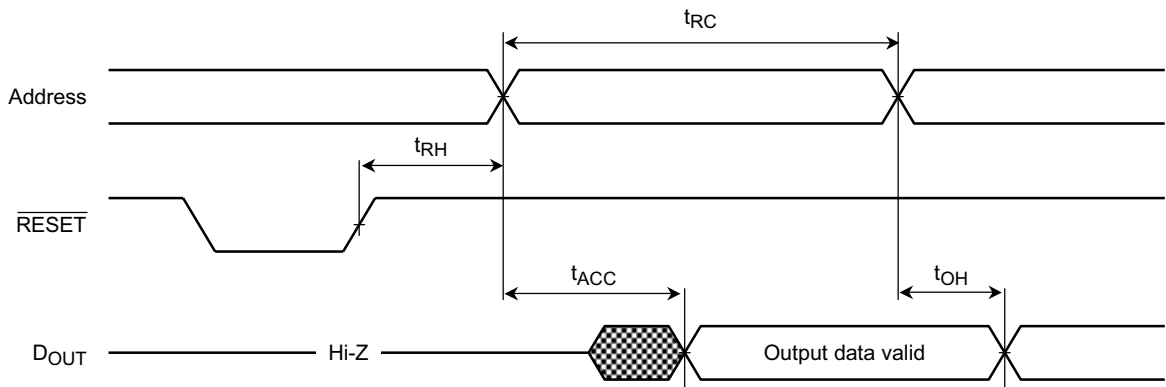 tRC
Address
tRH
RESET
tACC
tOH
DOUT
Hi-Z
Output data valid